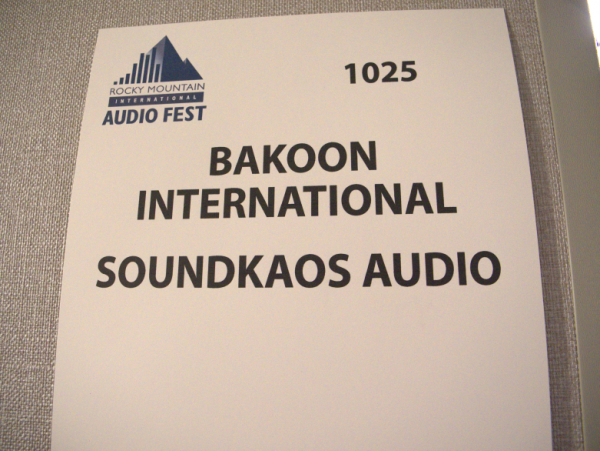 ROCKY MOUNTAIN
INTERNATIONAL
AUDIO FEST
1025
BAKOON
INTERNATIONAL
SOUNDKAOS AUDIO